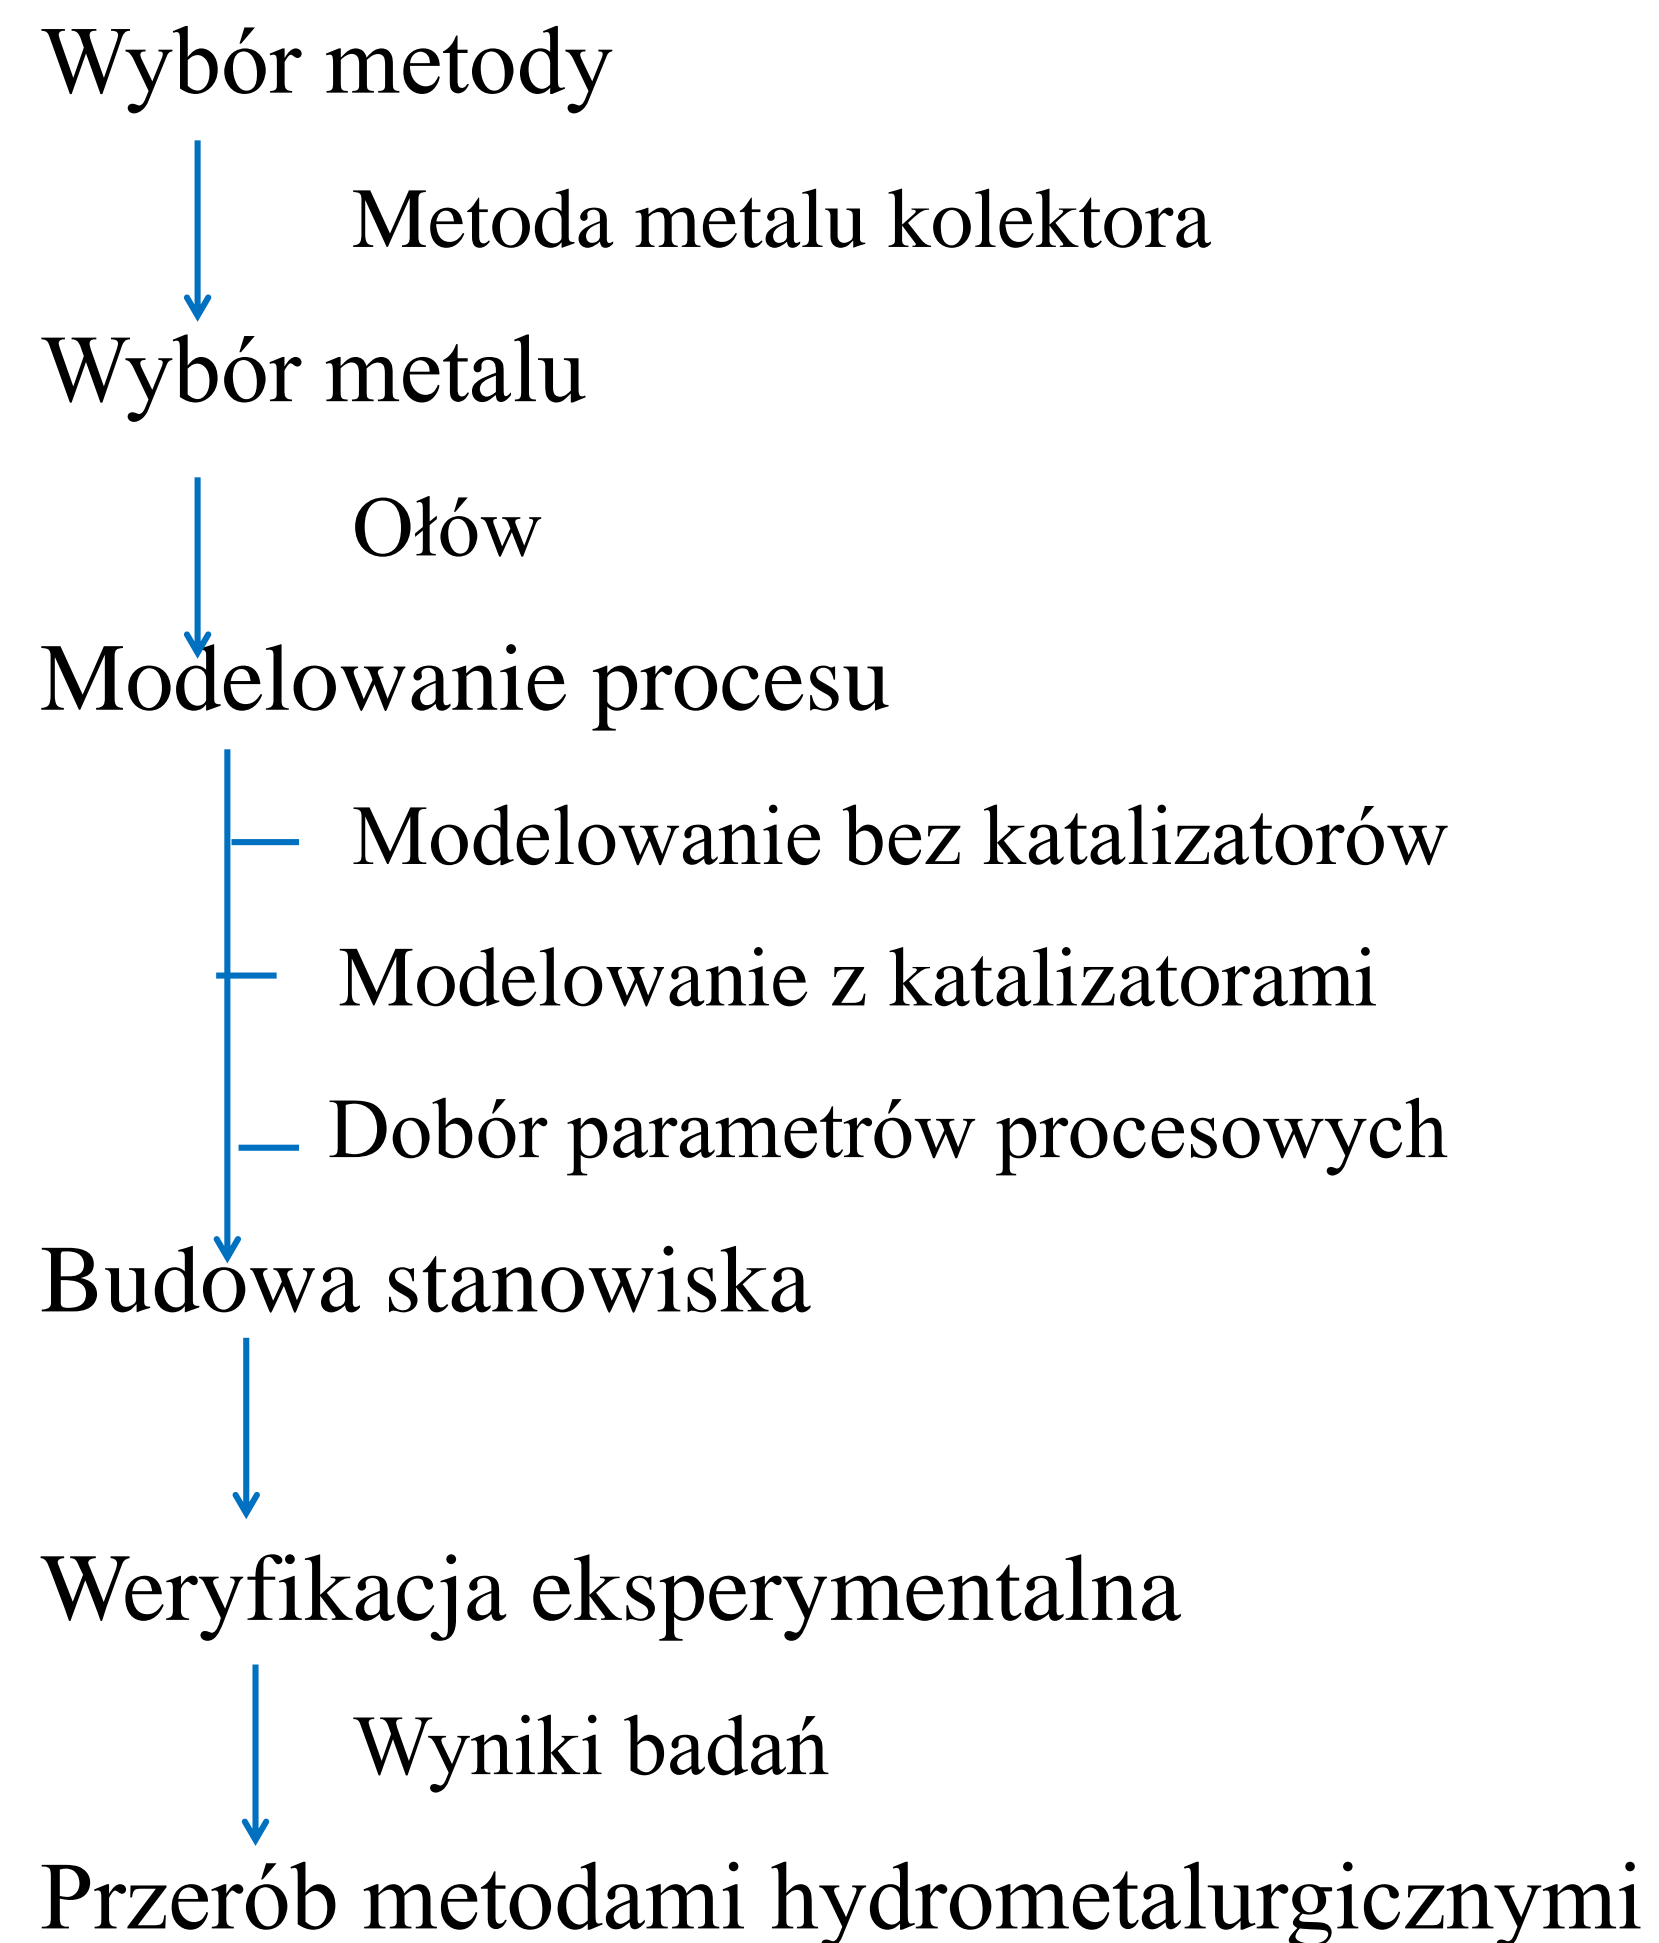 Wybór metody
Metoda metalu kolektora
Wybór metalu
Ołów
Modelowanie procesu
Modelowanie bez katalizatorów
Modelowanie z katalizatorami
Dobór parametrów procesowych
Budowa stanowiska
Weryfikacja eksperymentalna
Wyniki badań
Przerób metodami hydrometalurgicznymi